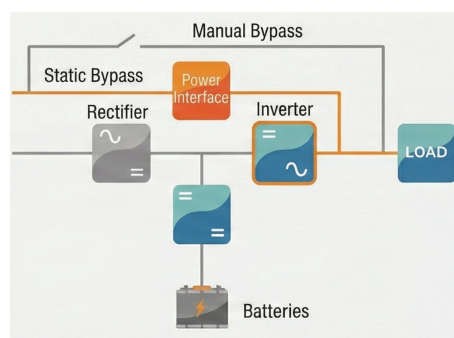 Manual Bypass
Static Bypass
Power
Interface
Rectifier
Inverter
LOAD
Batteries